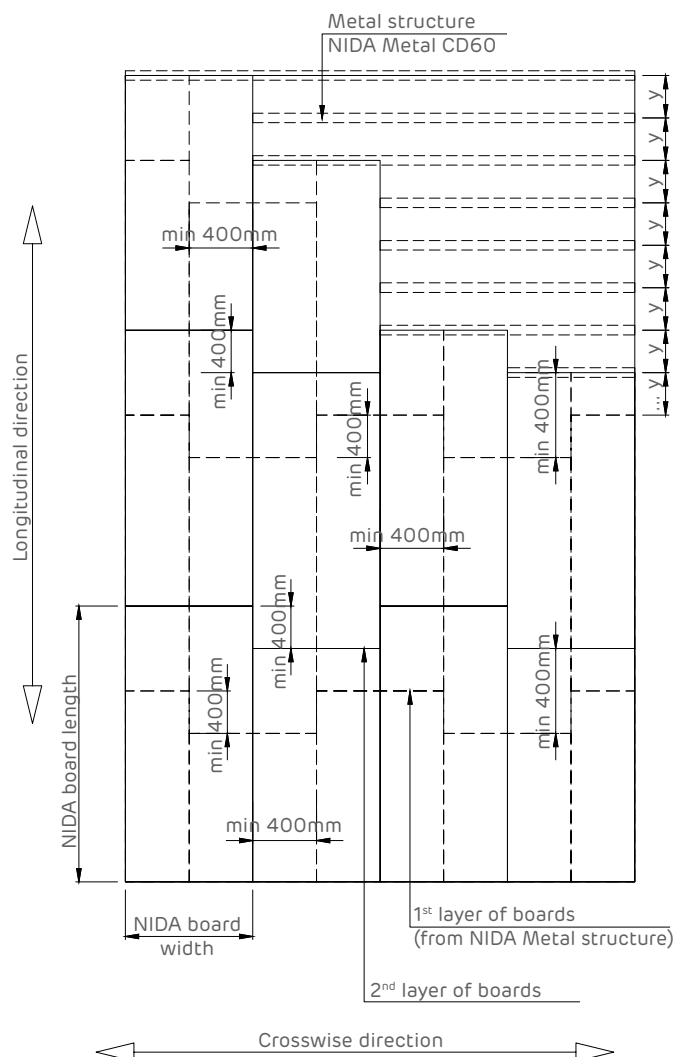 Metal structure
NIDA Metal CD60
y
y
y
y
y
y
y
... y
min 400mm
min 400mm
min 400mm
min 400mm
min 400mm
min 400mm
min 400mm
min 400mm
min 400mm
Longitudinal direction
NIDA board length
NIDA board
width
1st layer of boards
(from NIDA Metal structure)
2nd layer of boards
Crosswise direction